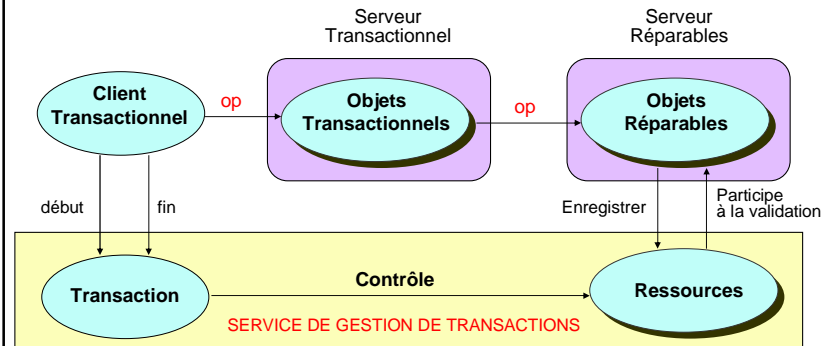 Serveur
Transactionnel
Serveur
Réparables
Client
Transactionnel
op
Objets
Transactionnels
op
Objets
Réparables
début
fin
Enregistrer
Participe
à la validation
Transaction
Contrôle
Ressources
SERVICE DE GESTION DE TRANSACTIONS